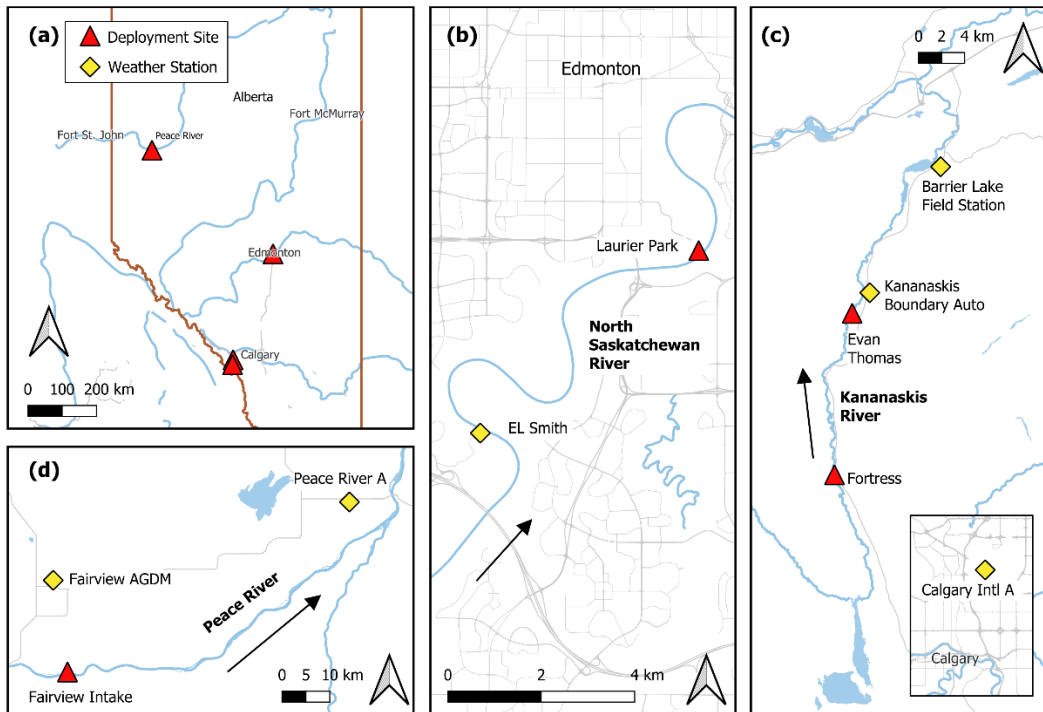 (a)
Deployment Site
Weather Station
Alberta
Fort McMurray
Fort St. John
Peace River
Edmonton
Calgary
0 100 200 km
(b)
Edmonton
Laurier Park
North
Saskatchewan
River
EL Smith
0 2 4 km
(c)
0 2 4 km
Barrier Lake
Field Station
Kananaskis
Boundary Auto
Evan
Thomas
Kananaskis
River
Fortress
Calgary Intl A
Calgary
(d)
Peace River A
Fairview AGDM
Peace River
Fairview Intake
0 5 10 km